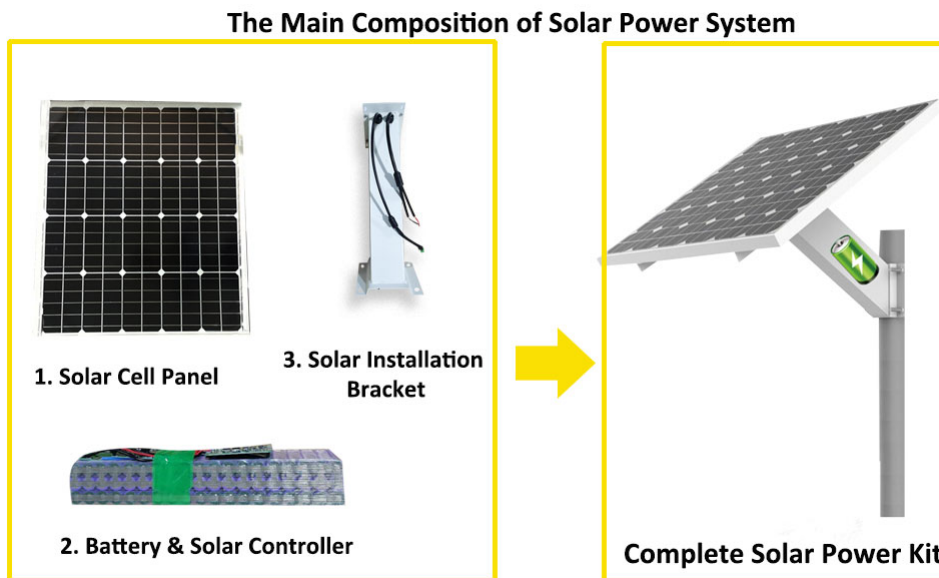 The Main Composition of Solar Power System
1. Solar Cell Panel
3. Solar Installation
Bracket
2. Battery & Solar Controller
Complete Solar Power Kit